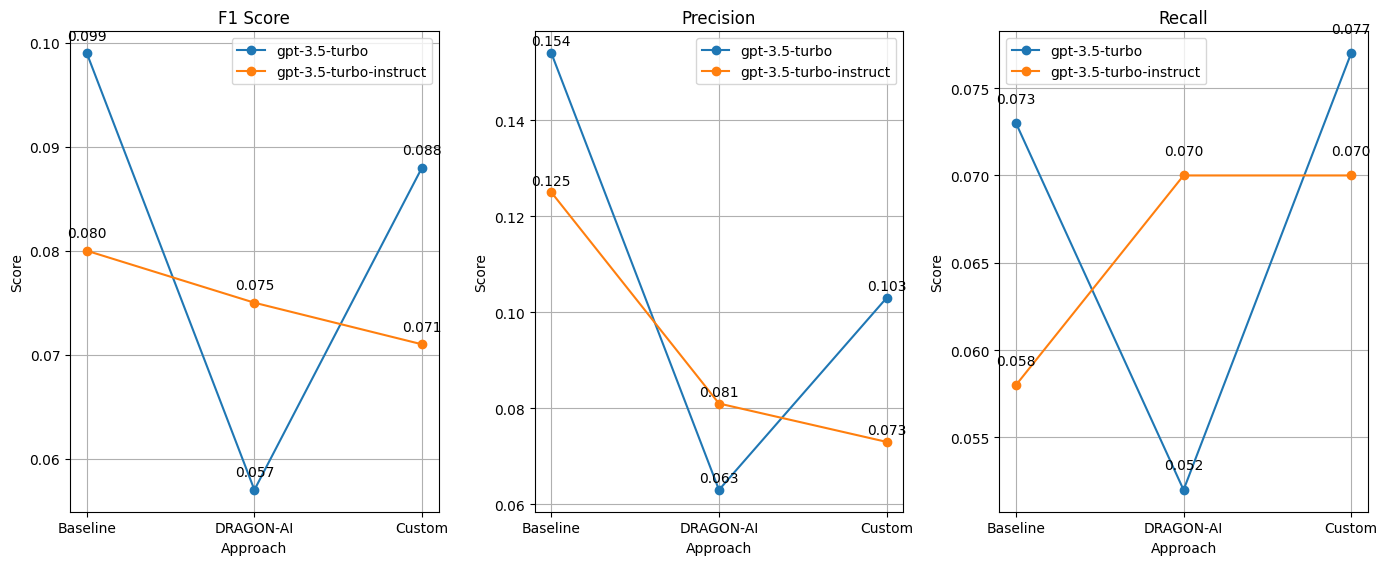 F1 Score
0.099
gpt-3.5-turbo
gpt-3.5-turbo-instruct
0.10
0.09
0.088
0.080
0.08
0.075
0.071
0.07
0.06
0.057
Score
Baseline
DRAGON-AI
Custom
Approach
Precision
0.154
gpt-3.5-turbo
gpt-3.5-turbo-instruct
0.14
0.125
0.12
0.103
0.10
0.081
0.08
0.073
0.063
0.06
Score
Baseline
DRAGON-AI
Custom
Approach
Recall
0.077
gpt-3.5-turbo
gpt-3.5-turbo-instruct
0.075
0.073
0.070
0.070
0.070
0.065
0.060
0.058
0.055
0.052
Score
Baseline
DRAGON-AI
Custom
Approach